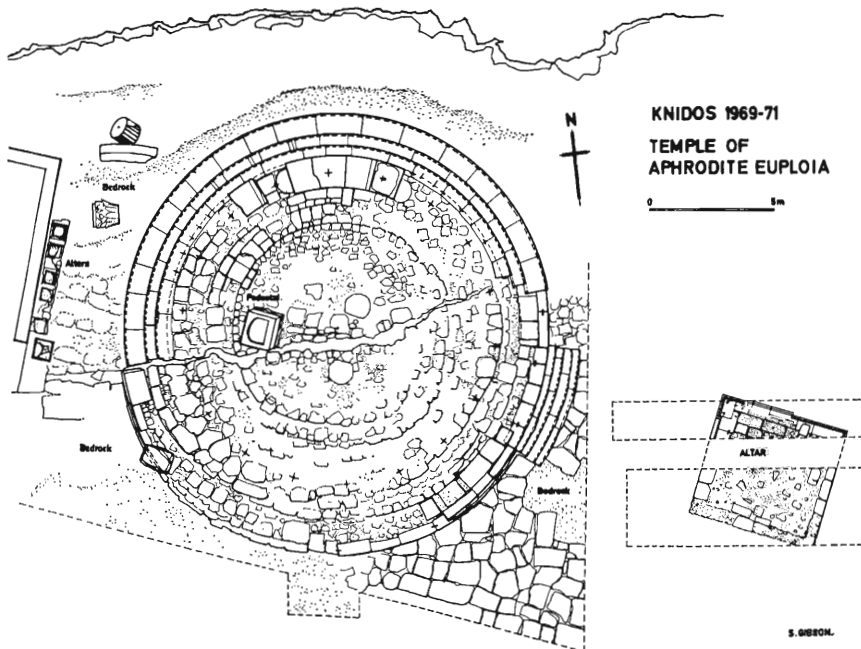 KNIDOS 1969-71
N
TEMPLE OF
APHRODITE EUPLOIA
0 5m
Bedrock
Altars
Pedestal
Bedrock
Bedrock
ALTAR
S. GIBSON.